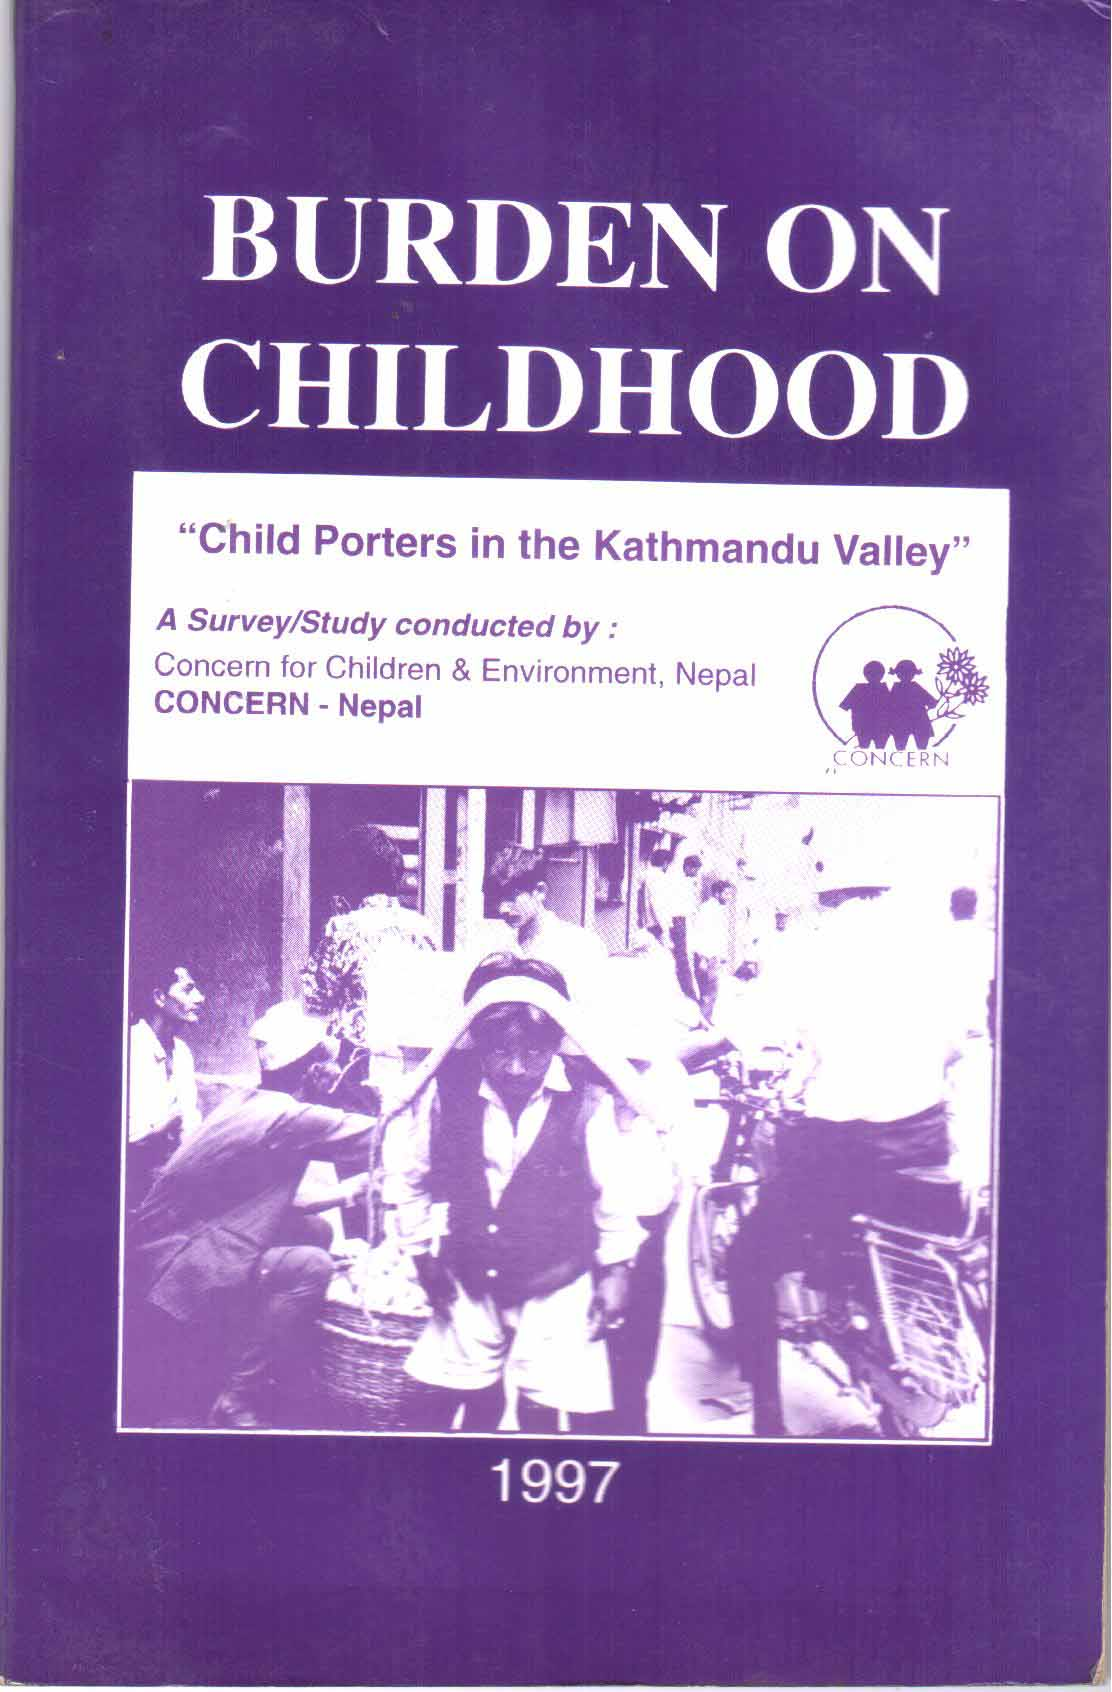 BURDEN ON
CHILDHOOD
“Child Porters in the Kathmandu Valley”
A Survey/Study conducted by :
Concern for Children & Environment, Nepal
CONCERN - Nepal
CONCERN
1997